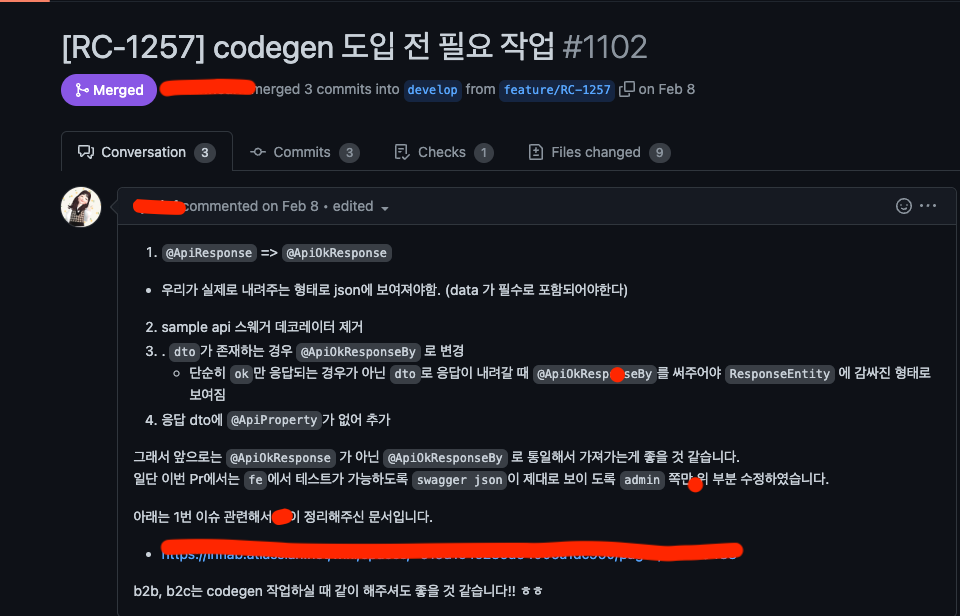 [RC-1257] codegen 도입 전 필요 작업 #1102
Merged merged 3 commits into develop from feature/RC-1257 on Feb 8
Conversation 3 Commits 3 Checks 1 Files changed 9
commented on Feb 8 • edited
1. @ApiResponse => @ApiOkResponse
• 우리가 실제로 내려주는 형태로 json에 보여져야함. (data 가 필수로 포함되어야한다)
2. sample api 스웨거 데코레이터 제거
3. . dto가 존재하는 경우 @ApiOkResponseBy 로 변경
단순히 ok만 응답되는 경우가 아닌 dto로 응답이 내려갈 때 를 써주어야 ResponseEntity 에 감싸진 형태로
보여짐
4. 응답 dto에 @ApiProperty가 없어 추가
그래서 앞으로는 @ApiOkResponse 가 아닌 @ApiOkResponseBy 로 통일해서 가져가는게 좋을 것 같습니다.
일단 이번 Pr에서는 fe에서 테스트가 가능하도록 swagger json이 제대로 보이 도록 admin 쪽만 위 부분 수정하였습니다.
아래는 1번 이슈 관련해서 이 정리해주신 문서입니다.
b2b, b2c는 codegen 작업하실 때 같이 해주셔도 좋을 것 같습니다!! ㅎㅎ